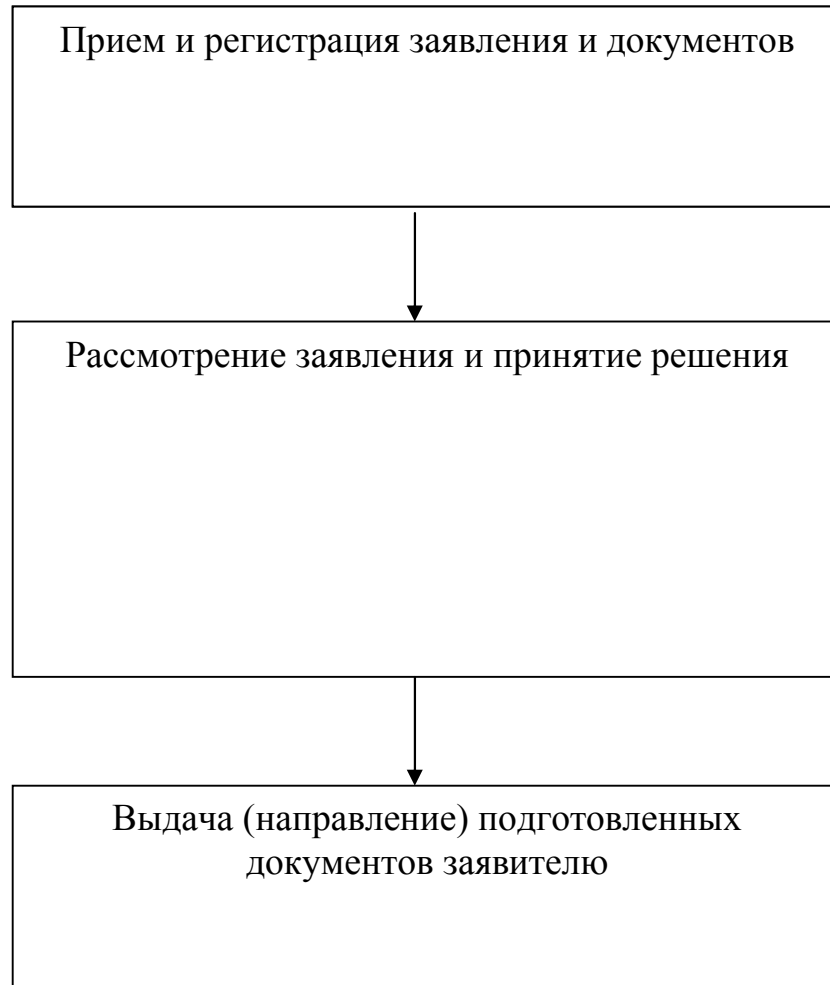 Прием и регистрация заявления и документов
Рассмотрение заявления и принятие решения
Выдача (направление) подготовленных
документов заявителю